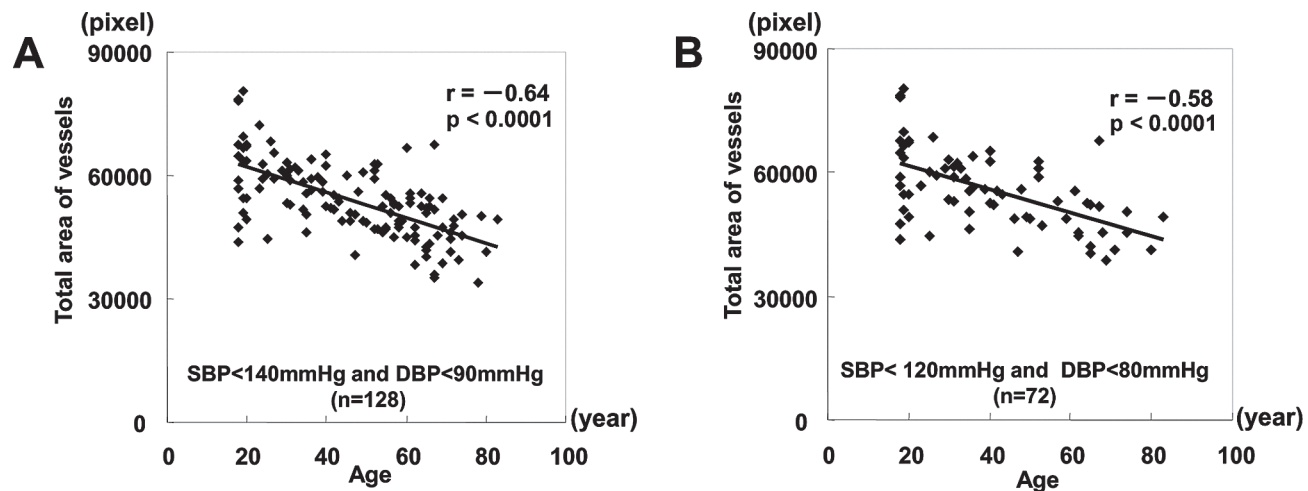 A
(pixel)
90000
60000
30000
0
Total area of vessels
r = −0.64
p < 0.0001
SBP<140mmHg and DBP<90mmHg
(n=128)
0 20 40 60 80 100
(year)
Age
B
(pixel)
90000
60000
30000
0
Total area of vessels
r = −0.58
p < 0.0001
SBP< 120mmHg and DBP<80mmHg
(n=72)
0 20 40 60 80 100
(year)
Age